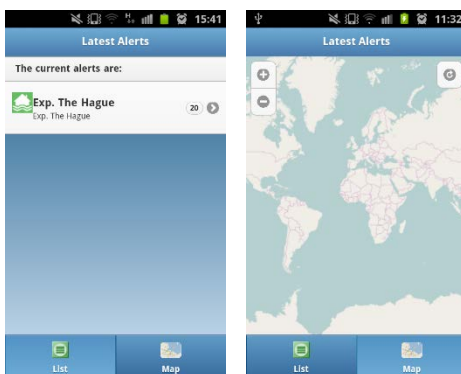 15:41
Latest Alerts
The current alerts are:
Exp. The Hague
Exp. The Hague
20
List
Map
11:32
Latest Alerts
List
Map